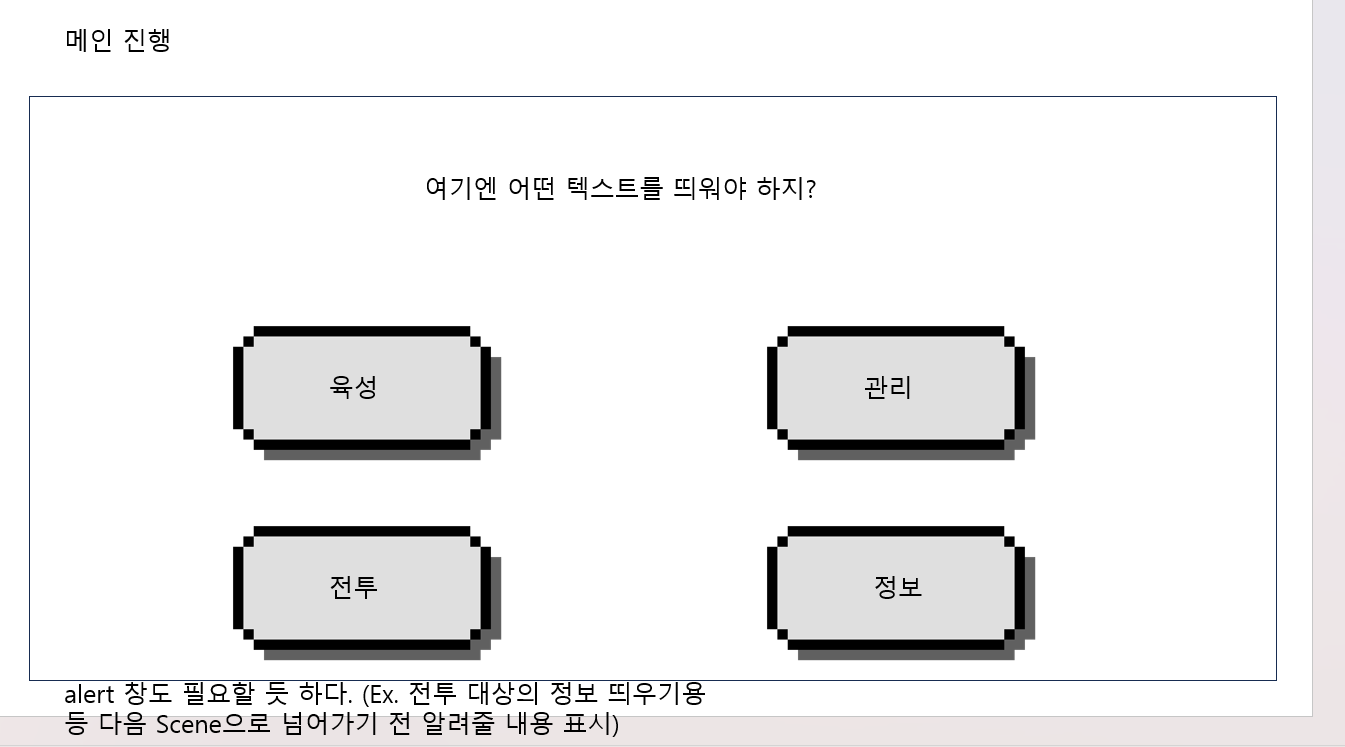 메인 진행
여기엔 어떤 텍스트를 띄워야 하지?
육성
관리
전투
정보
alert 창도 필요할 듯 하다. (Ex. 전투 대상의 정보 띄우기용
등 다음 Scene으로 넘어가기 전 알려줄 내용 표시)